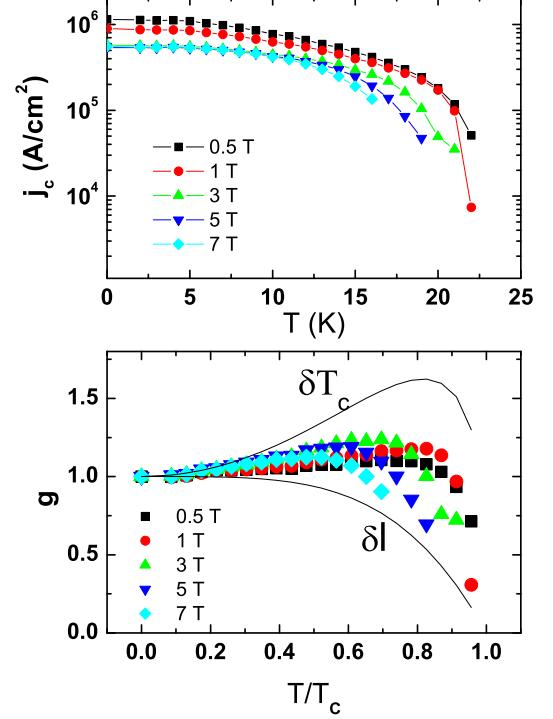 10⁶
10⁵
10⁴
j_c (A/cm²)
0.5 T
1 T
3 T
5 T
7 T
0 5 10 15 20 25
T (K)
1.5
1.0
0.5
0.0
g
δT_c
δl
0.5 T
1 T
3 T
5 T
7 T
0.0 0.2 0.4 0.6 0.8 1.0
T/T_C